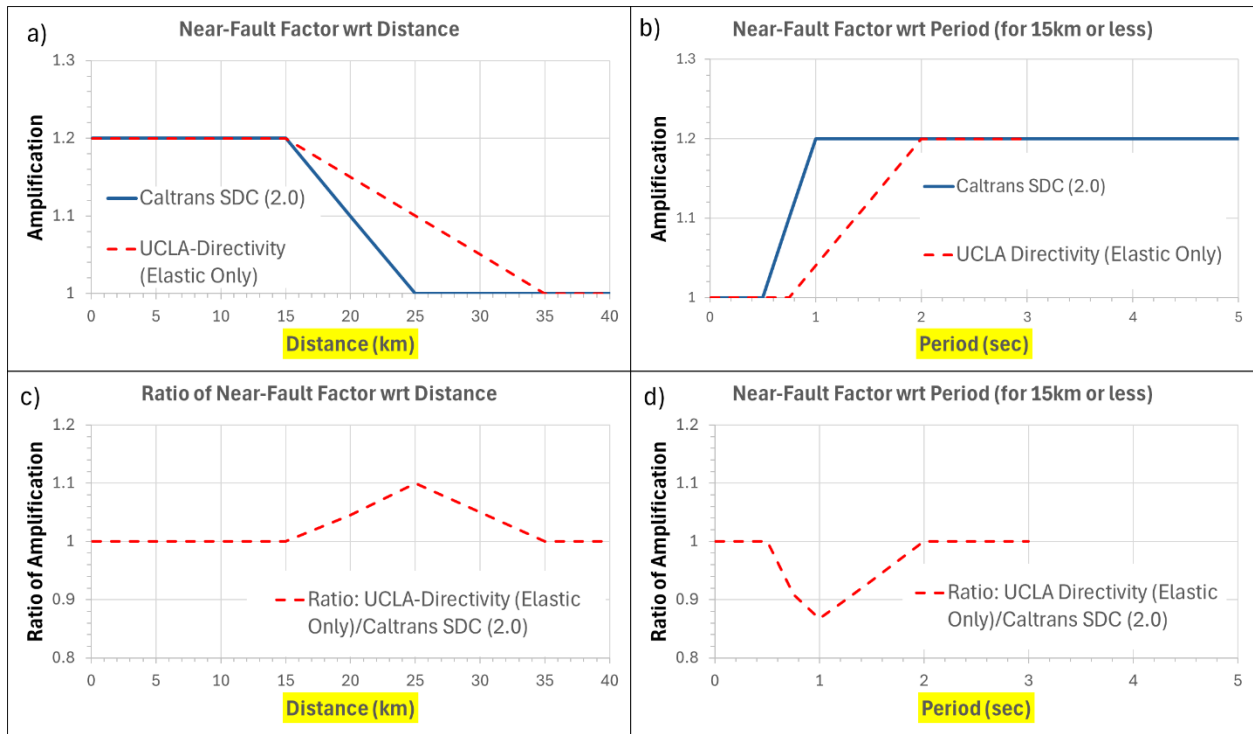 a)
Near-Fault Factor wrt Distance
1.3
1.2
1.1
1
Amplification
Caltrans SDC (2.0)
UCLA-Directivity
(Elastic Only)
0 5 10 15 20 25 30 35 40
Distance (km)
b)
Near-Fault Factor wrt Period (for 15km or less)
1.3
1.2
1.1
1
Amplification
Caltrans SDC (2.0)
UCLA Directivity (Elastic Only)
0 1 2 3 4 5
Period (sec)
c)
Ratio of Near-Fault Factor wrt Distance
1.2
1.1
1
0.9
0.8
Ratio of Amplification
Ratio: UCLA-Directivity (Elastic
Only)/Caltrans SDC (2.0)
0 5 10 15 20 25 30 35 40
Distance (km)
d)
Near-Fault Factor wrt Period (for 15km or less)
1.2
1.1
1
0.9
0.8
Ratio of Amplification
Ratio: UCLA Directivity (Elastic
Only)/Caltrans SDC (2.0)
0 1 2 3 4 5
Period (sec)